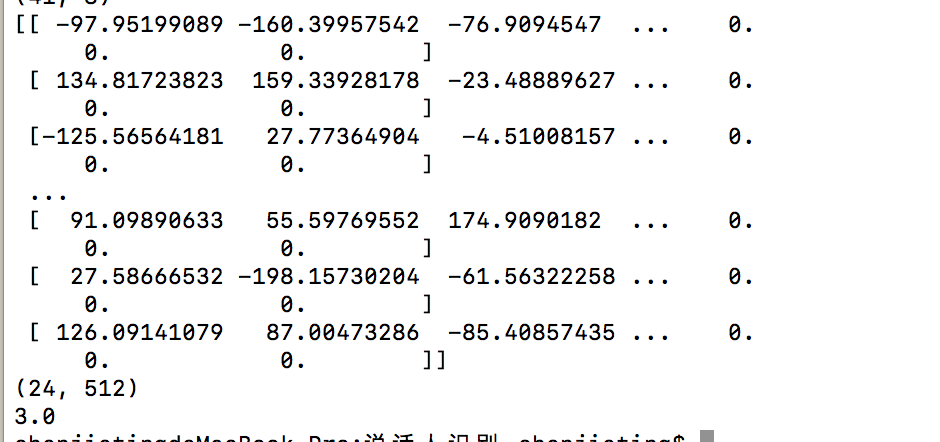 [[ -97.95199089 -160.39957542  -76.9094547  ...    0.
     0.            0.        ]
 [ 134.81723823  159.33928178  -23.48889627 ...    0.
     0.            0.        ]
 [-125.56564181   27.77364904   -4.51008157 ...    0.
     0.            0.        ]
 ...
 [  91.09890633   55.59769552  174.9090182  ...    0.
     0.            0.        ]
 [  27.58666532 -198.15730204  -61.56322258 ...    0.
     0.            0.        ]
 [ 126.09141079   87.00473286  -85.40857435 ...    0.
     0.            0.        ]]
(24, 512)
3.0